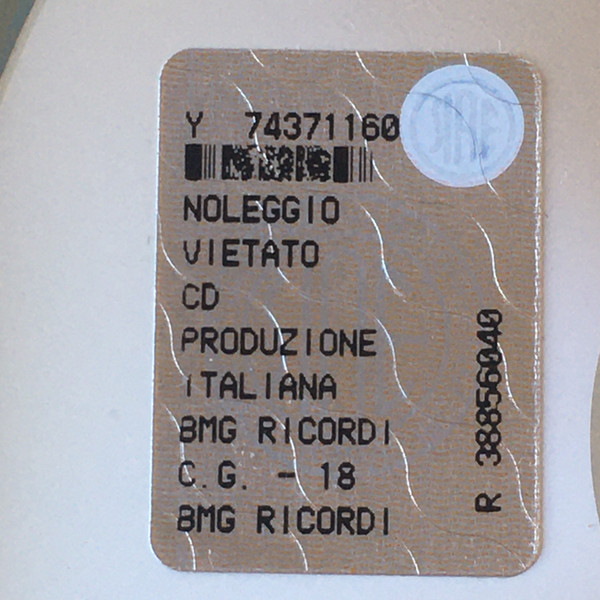 Y 74371160
NOLEGGIO
VIETATO
CD
PRODUZIONE
ITALIANA
BMG RICORDI
C.G. - 18
BMG RICORDI
R 38856040